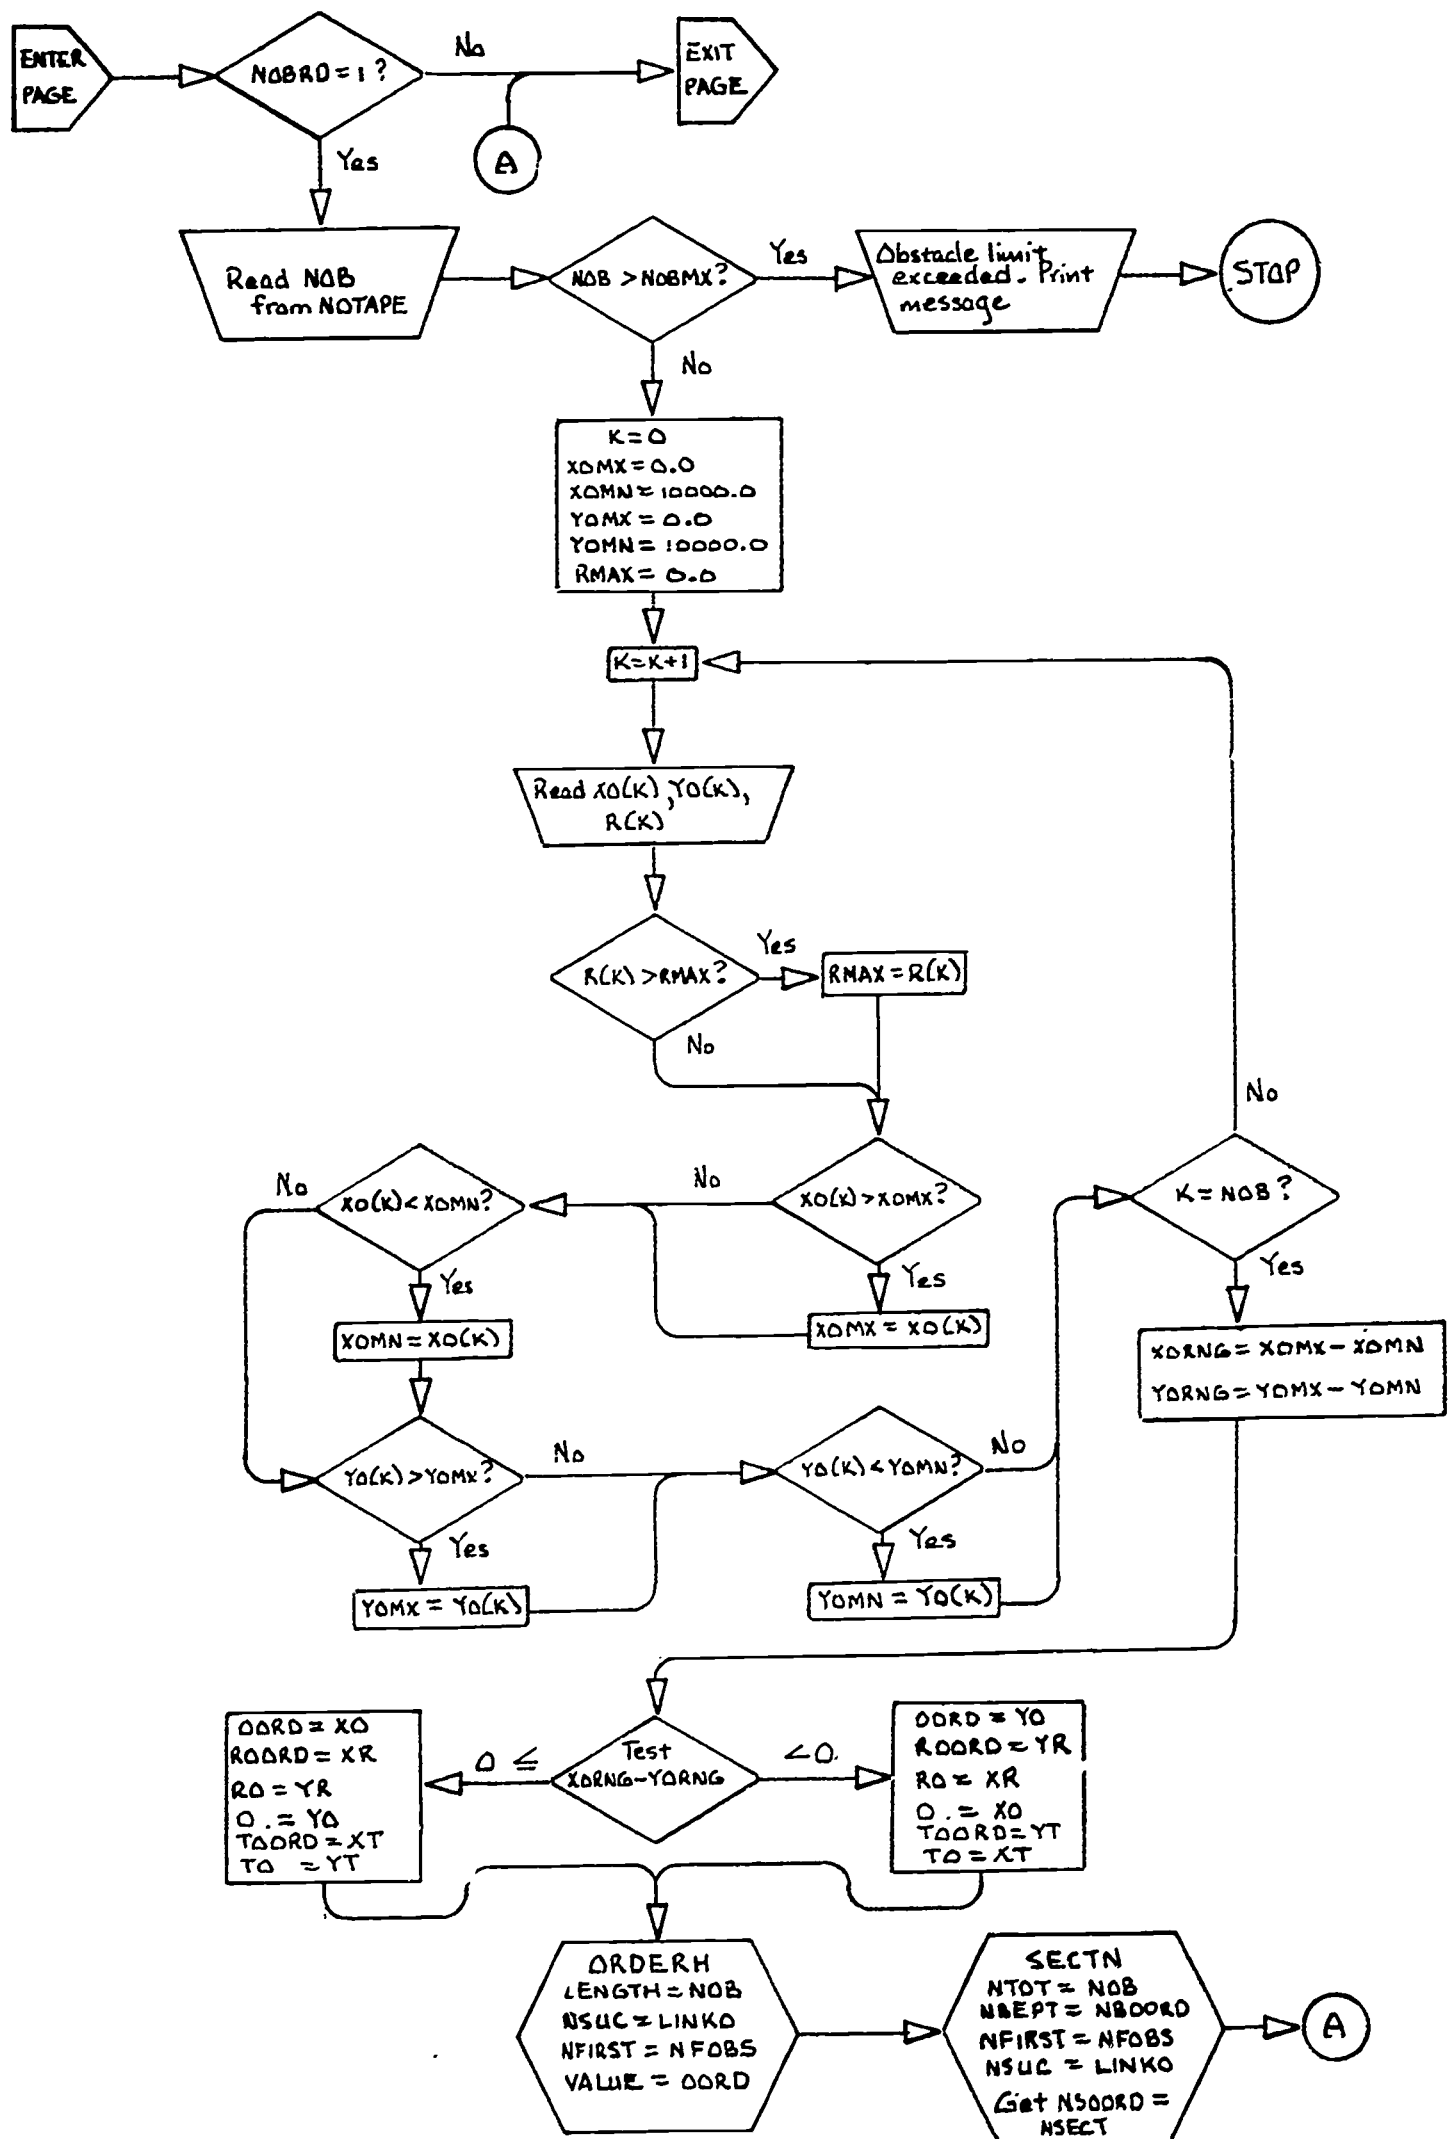 ENTER
PAGE
NOBRD = 1 ?
No
EXIT
PAGE
A
Yes
Read NOB
from NOTAPE
NOB > NOBMX?
Yes
Obstacle limit
exceeded. Print
message
STOP
No
K = 0
XOMX = 0.0
XOMN = 10000.0
YOMX = 0.0
YOMN = 10000.0
RMAX = 0.0
K = K+1
Read XO(K), YO(K),
R(K)
R(K) > RMAX?
Yes
RMAX = R(K)
No
No
XO(K) < XOMN?
No
XO(K) > XOMX?
K = NOB ?
No
Yes
Yes
Yes
XOMN = XO(K)
XOMX = XO(K)
XORNG = XOMX - XOMN
YORNG = YOMX - YOMN
YO(K) > YOMX?
No
YO(K) < YOMN?
No
Yes
Yes
YOMX = YO(K)
YOMN = YO(K)
OORD = XO
ROORD = XR
RO = YR
O . = YO
TOORD = XT
TO = YT
0 ≤
Test
XORNG-YORNG
<0.
OORD = YO
ROORD = YR
RO = XR
O . = XO
TOORD = YT
TO = XT
ORDERH
LENGTH = NOB
NSUC = LINKO
NFIRST = NFOBS
VALUE = OORD
SECTN
NTOT = NOB
NBEPT = NBOORD
NFIRST = NFOBS
NSUC = LINKO
Get NSOORD =
NSECT
A